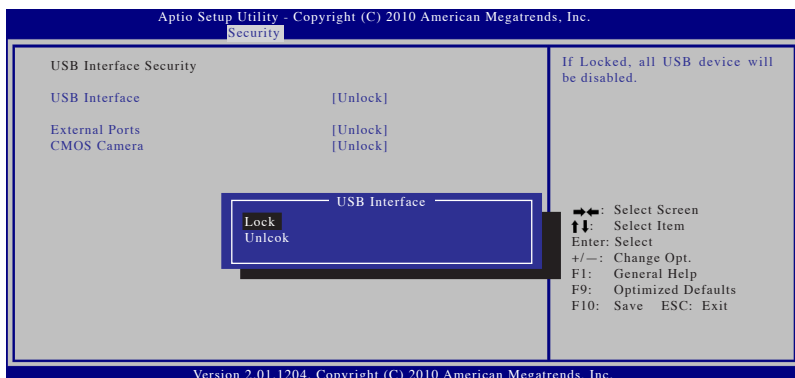 Aptio Setup Utility - Copyright (C) 2010 American Megatrends, Inc.
Security
USB Interface Security
USB Interface [Unlock]
External Ports [Unlock]
CMOS Camera [Unlock]
If Locked, all USB device will
be disabled.
USB Interface
Lock
Unlcok
→←: Select Screen
↑↓: Select Item
Enter: Select
+/—: Change Opt.
F1: General Help
F9: Optimized Defaults
F10: Save ESC: Exit
Version 2.01.1204. Copyright (C) 2010 American Megatrends, Inc.